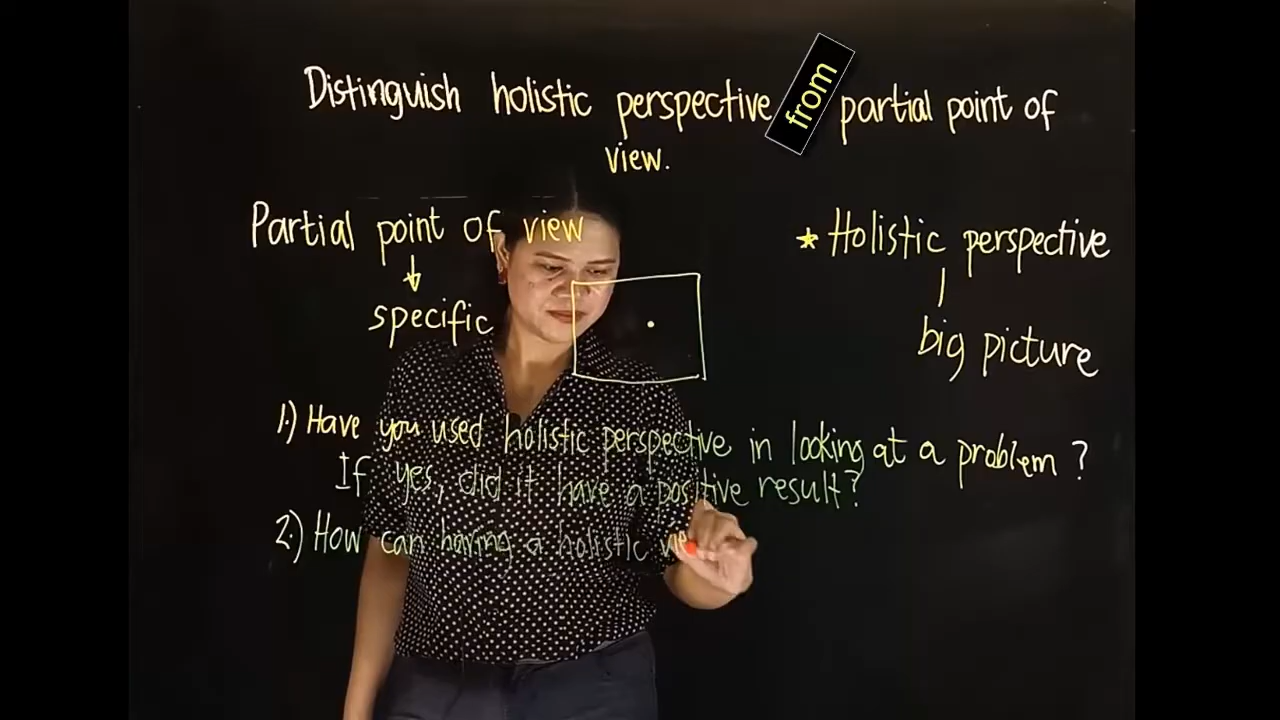 Distinguish holistic perspective from partial point of
view.
Partial point of view
specific
* Holistic perspective
big picture
1.) Have you used holistic perspective in looking at a problem?
If yes, did it have a positive result?
2.) How can having a holistic vie